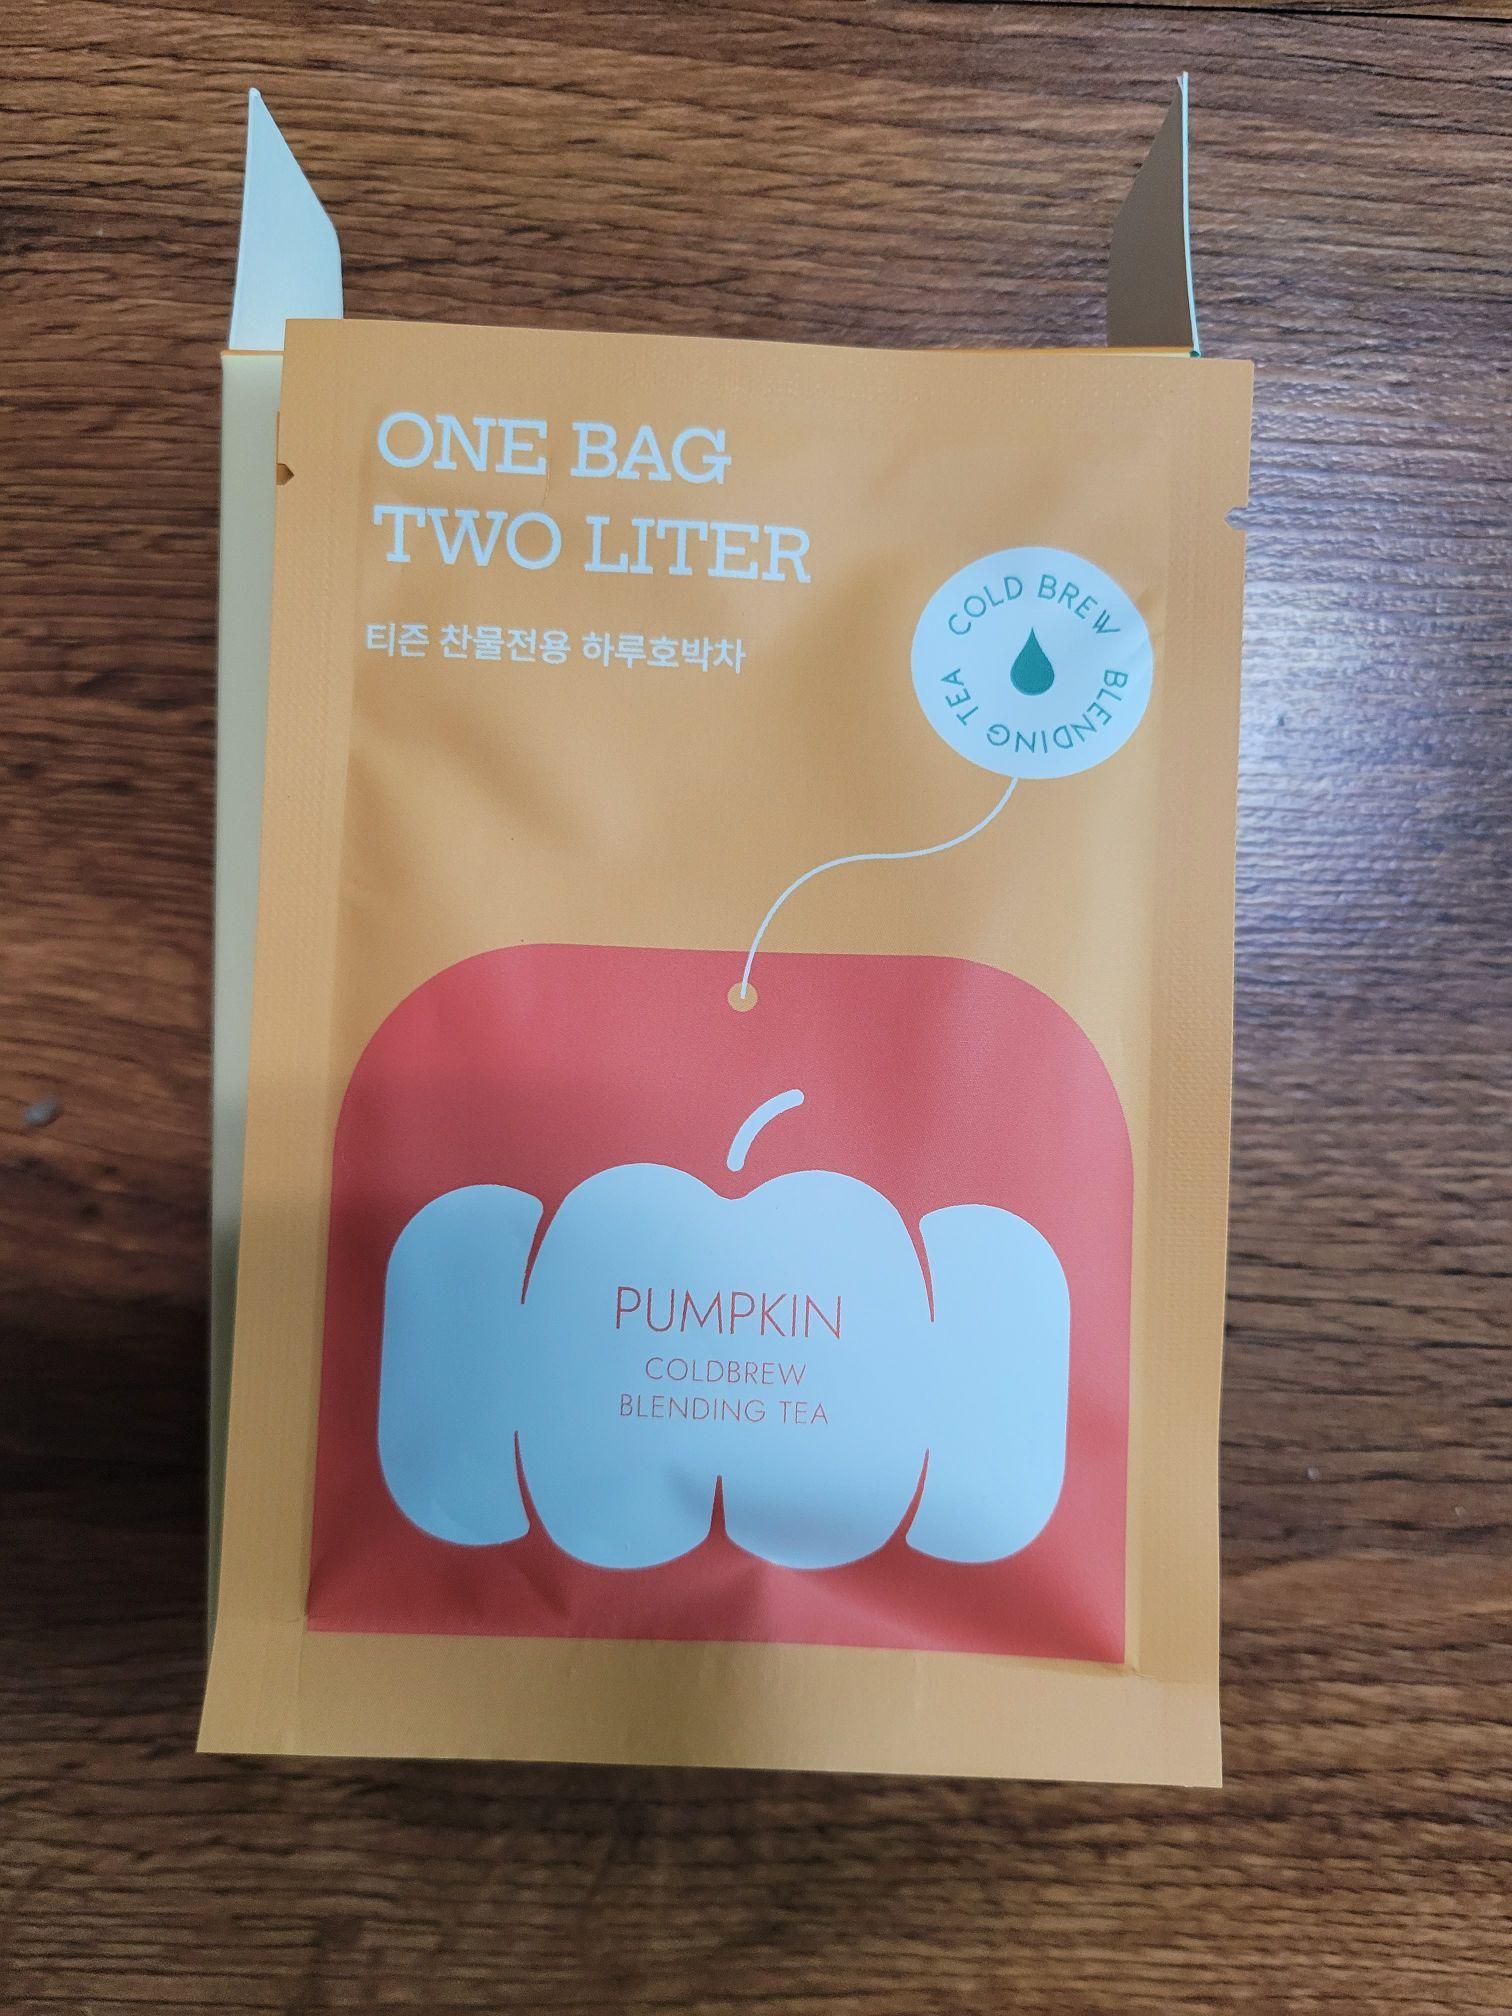 ONE BAG
TWO LITER
티즌 찬물전용 하루호박차
COLD BREW
BLENDING TEA
PUMPKIN
COLDBREW
BLENDING TEA